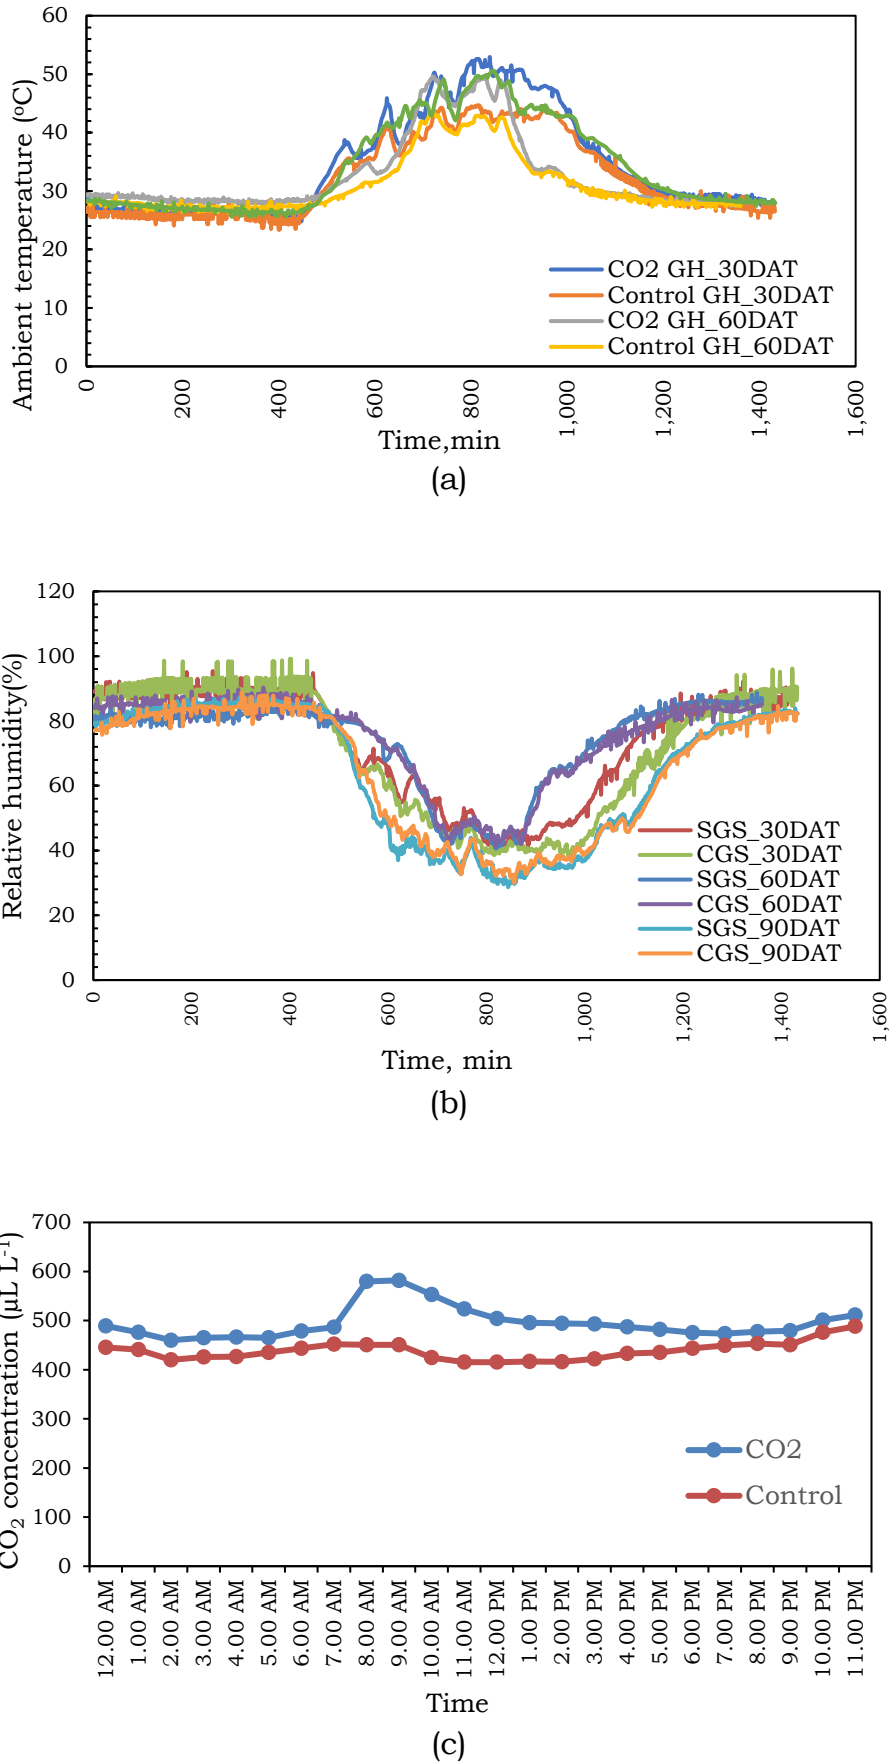 60
50
40
30
20
10
0
Ambient temperature (ᵒC)
CO2 GH_30DAT
Control GH_30DAT
CO2 GH_60DAT
Control GH_60DAT
0
200
400
600
800
1,000
1,200
1,400
1,600
Time,min
(a)
120
100
80
60
40
20
0
Relative humidity(%)
SGS_30DAT
CGS_30DAT
SGS_60DAT
CGS_60DAT
SGS_90DAT
CGS_90DAT
0
200
400
600
800
1,000
1,200
1,400
1,600
Time, min
(b)
700
600
500
400
300
200
100
0
CO₂ concentration (µL L⁻¹)
CO2
Control
12.00 AM
1.00 AM
2.00 AM
3.00 AM
4.00 AM
5.00 AM
6.00 AM
7.00 AM
8.00 AM
9.00 AM
10.00 AM
11.00 AM
12.00 PM
1.00 PM
2.00 PM
3.00 PM
4.00 PM
5.00 PM
6.00 PM
7.00 PM
8.00 PM
9.00 PM
10.00 PM
11.00 PM
Time
(c)